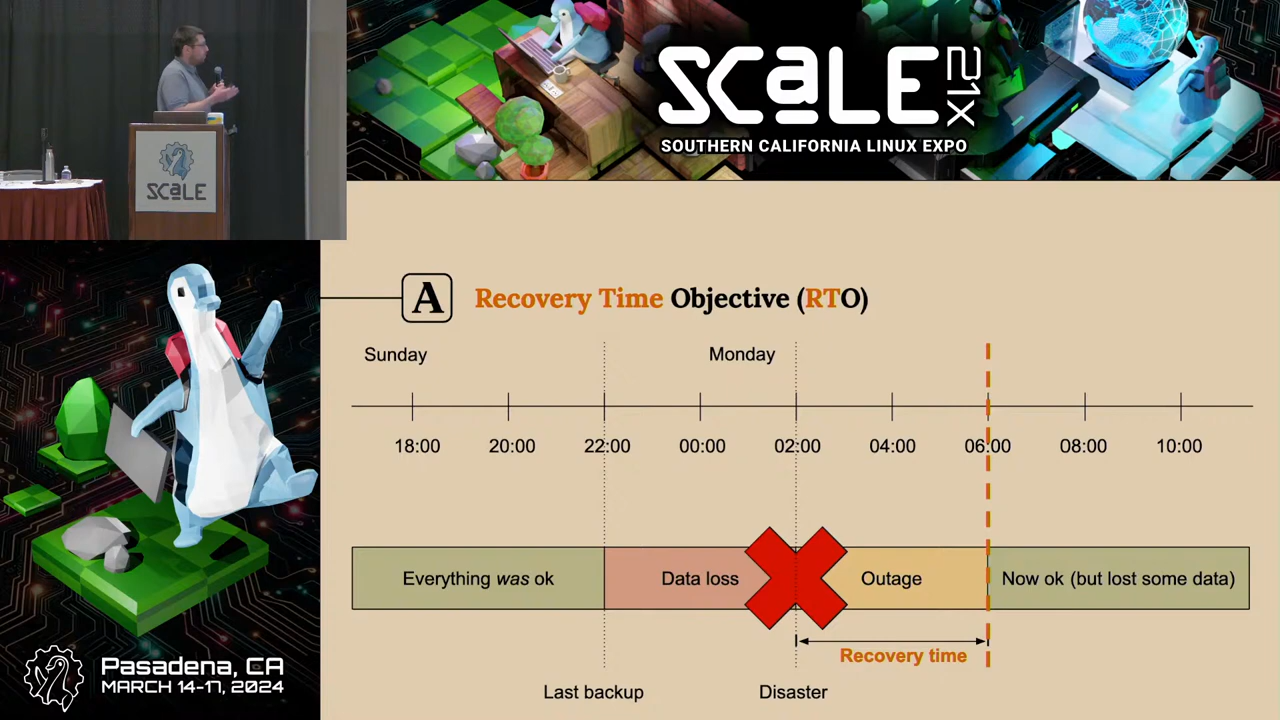 SCALE
SCaLE 21X
SOUTHERN CALIFORNIA LINUX EXPO
A
Recovery Time Objective (RTO)
Sunday
Monday
18:00 20:00 22:00 00:00 02:00 04:00 06:00 08:00 10:00
Everything was ok
Data loss
Outage
Now ok (but lost some data)
Recovery time
Last backup
Disaster
Pasadena, CA
MARCH 14-17, 2024